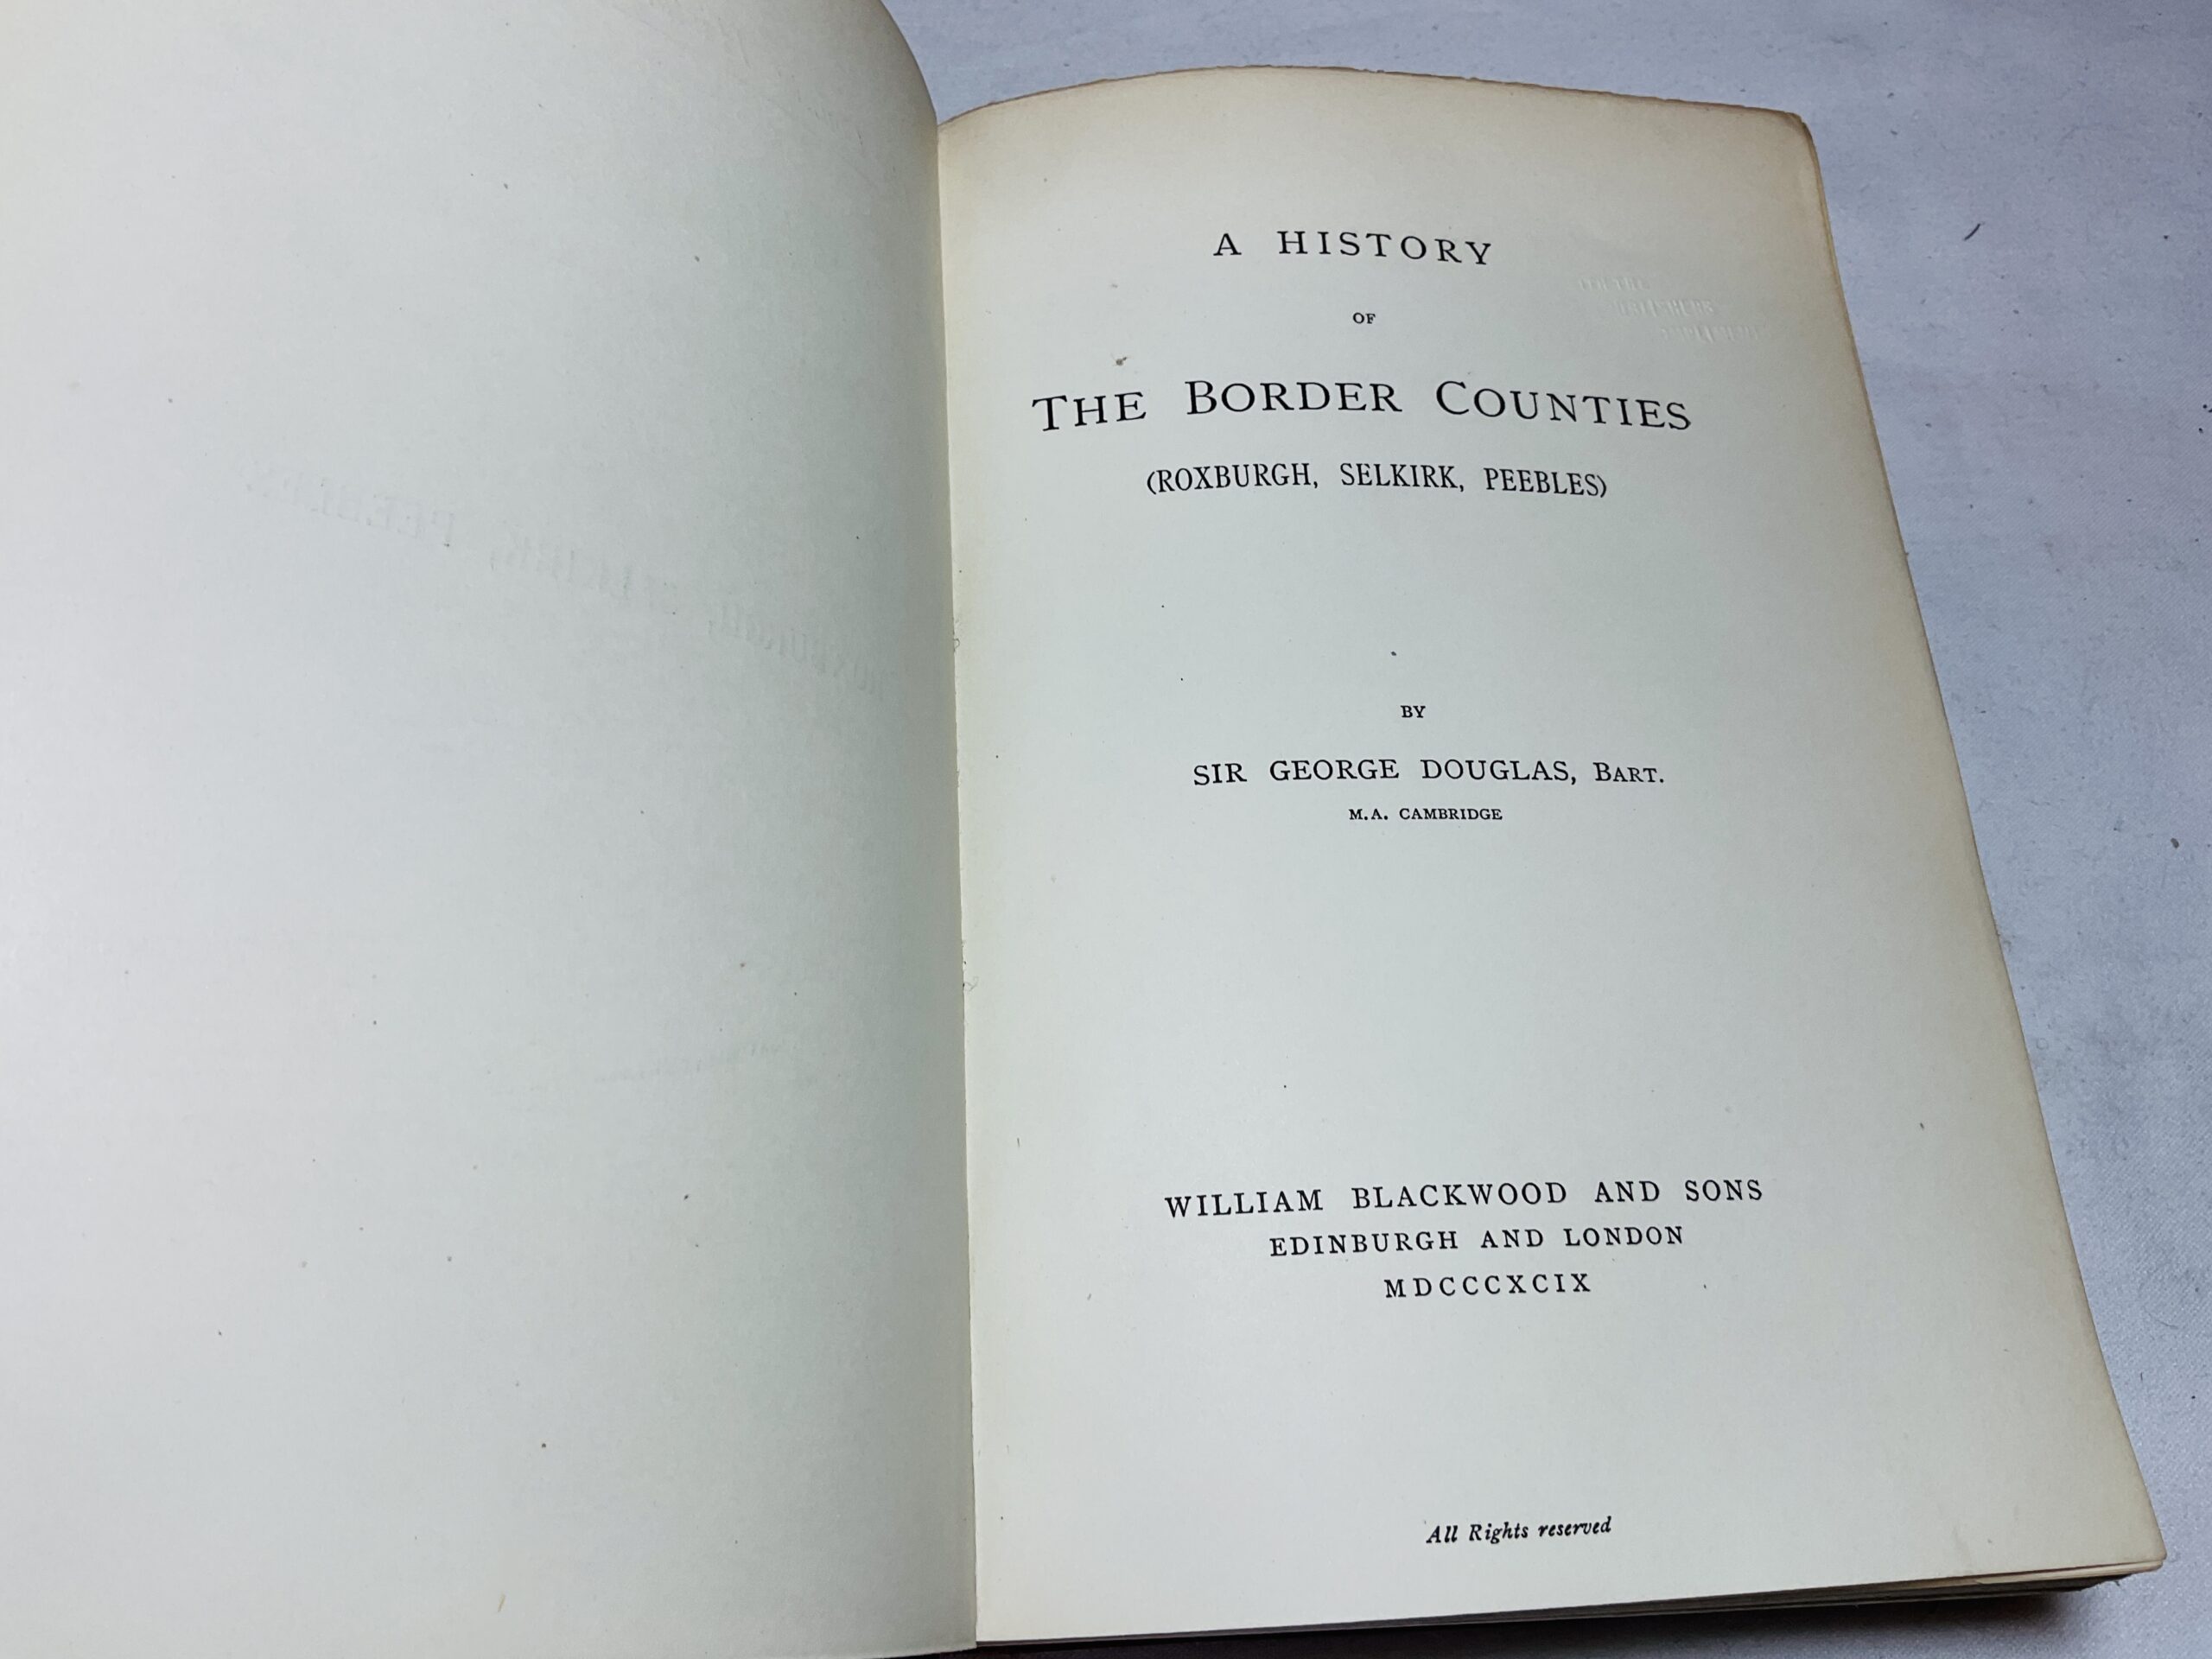 A HISTORY
OF
THE BORDER COUNTIES
(ROXBURGH, SELKIRK, PEEBLES)
BY
SIR GEORGE DOUGLAS, BART.
M.A. CAMBRIDGE
WILLIAM BLACKWOOD AND SONS
EDINBURGH AND LONDON
MDCCCXCIX
All Rights reserved